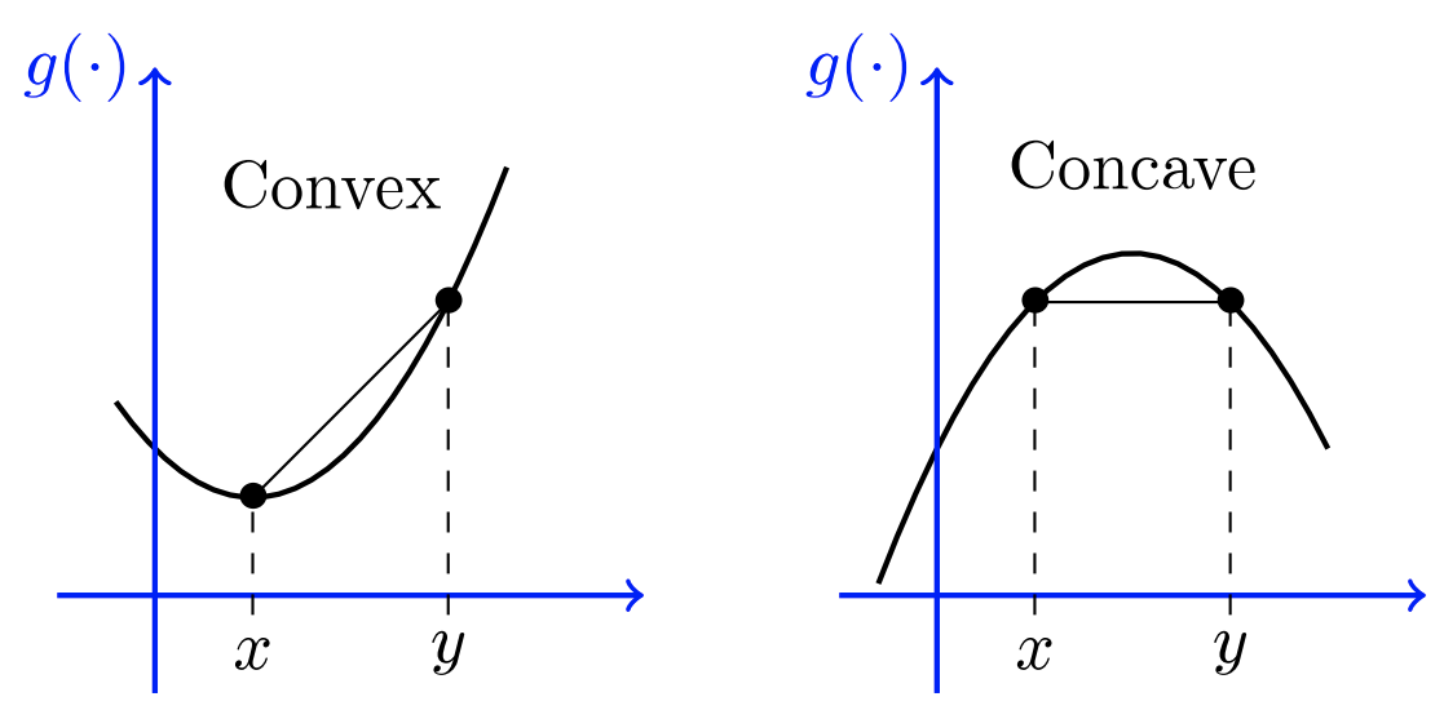 g(·)
Convex
x
y
g(·)
Concave
x
y